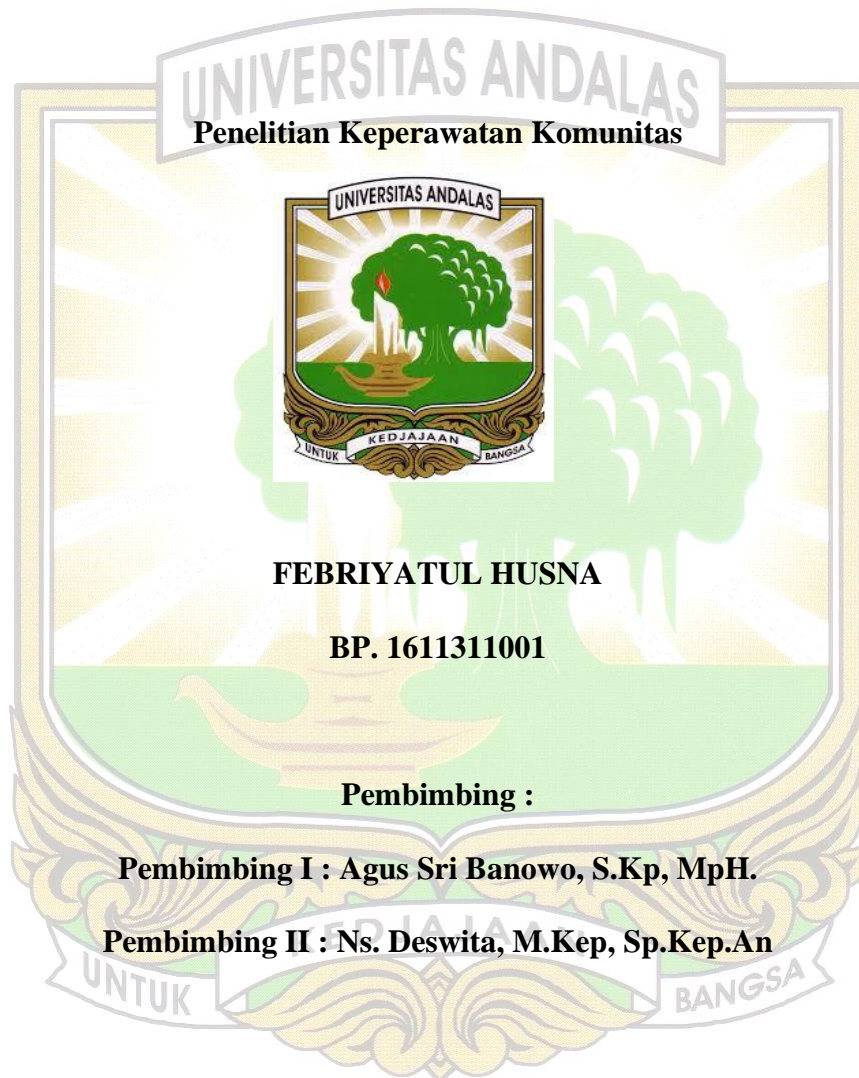 UNIVERSITAS ANDALAS
Penelitian Keperawatan Komunitas
UNIVERSITAS ANDALAS
UNTUK KEDJAJAAN BANGSA
FEBRIYATUL HUSNA
BP. 1611311001
Pembimbing :
Pembimbing I : Agus Sri Banowo, S.Kp, MpH.
Pembimbing II : Ns. Deswita, M.Kep, Sp.Kep.An
KEDJAJAAN
UNTUK BANGSA